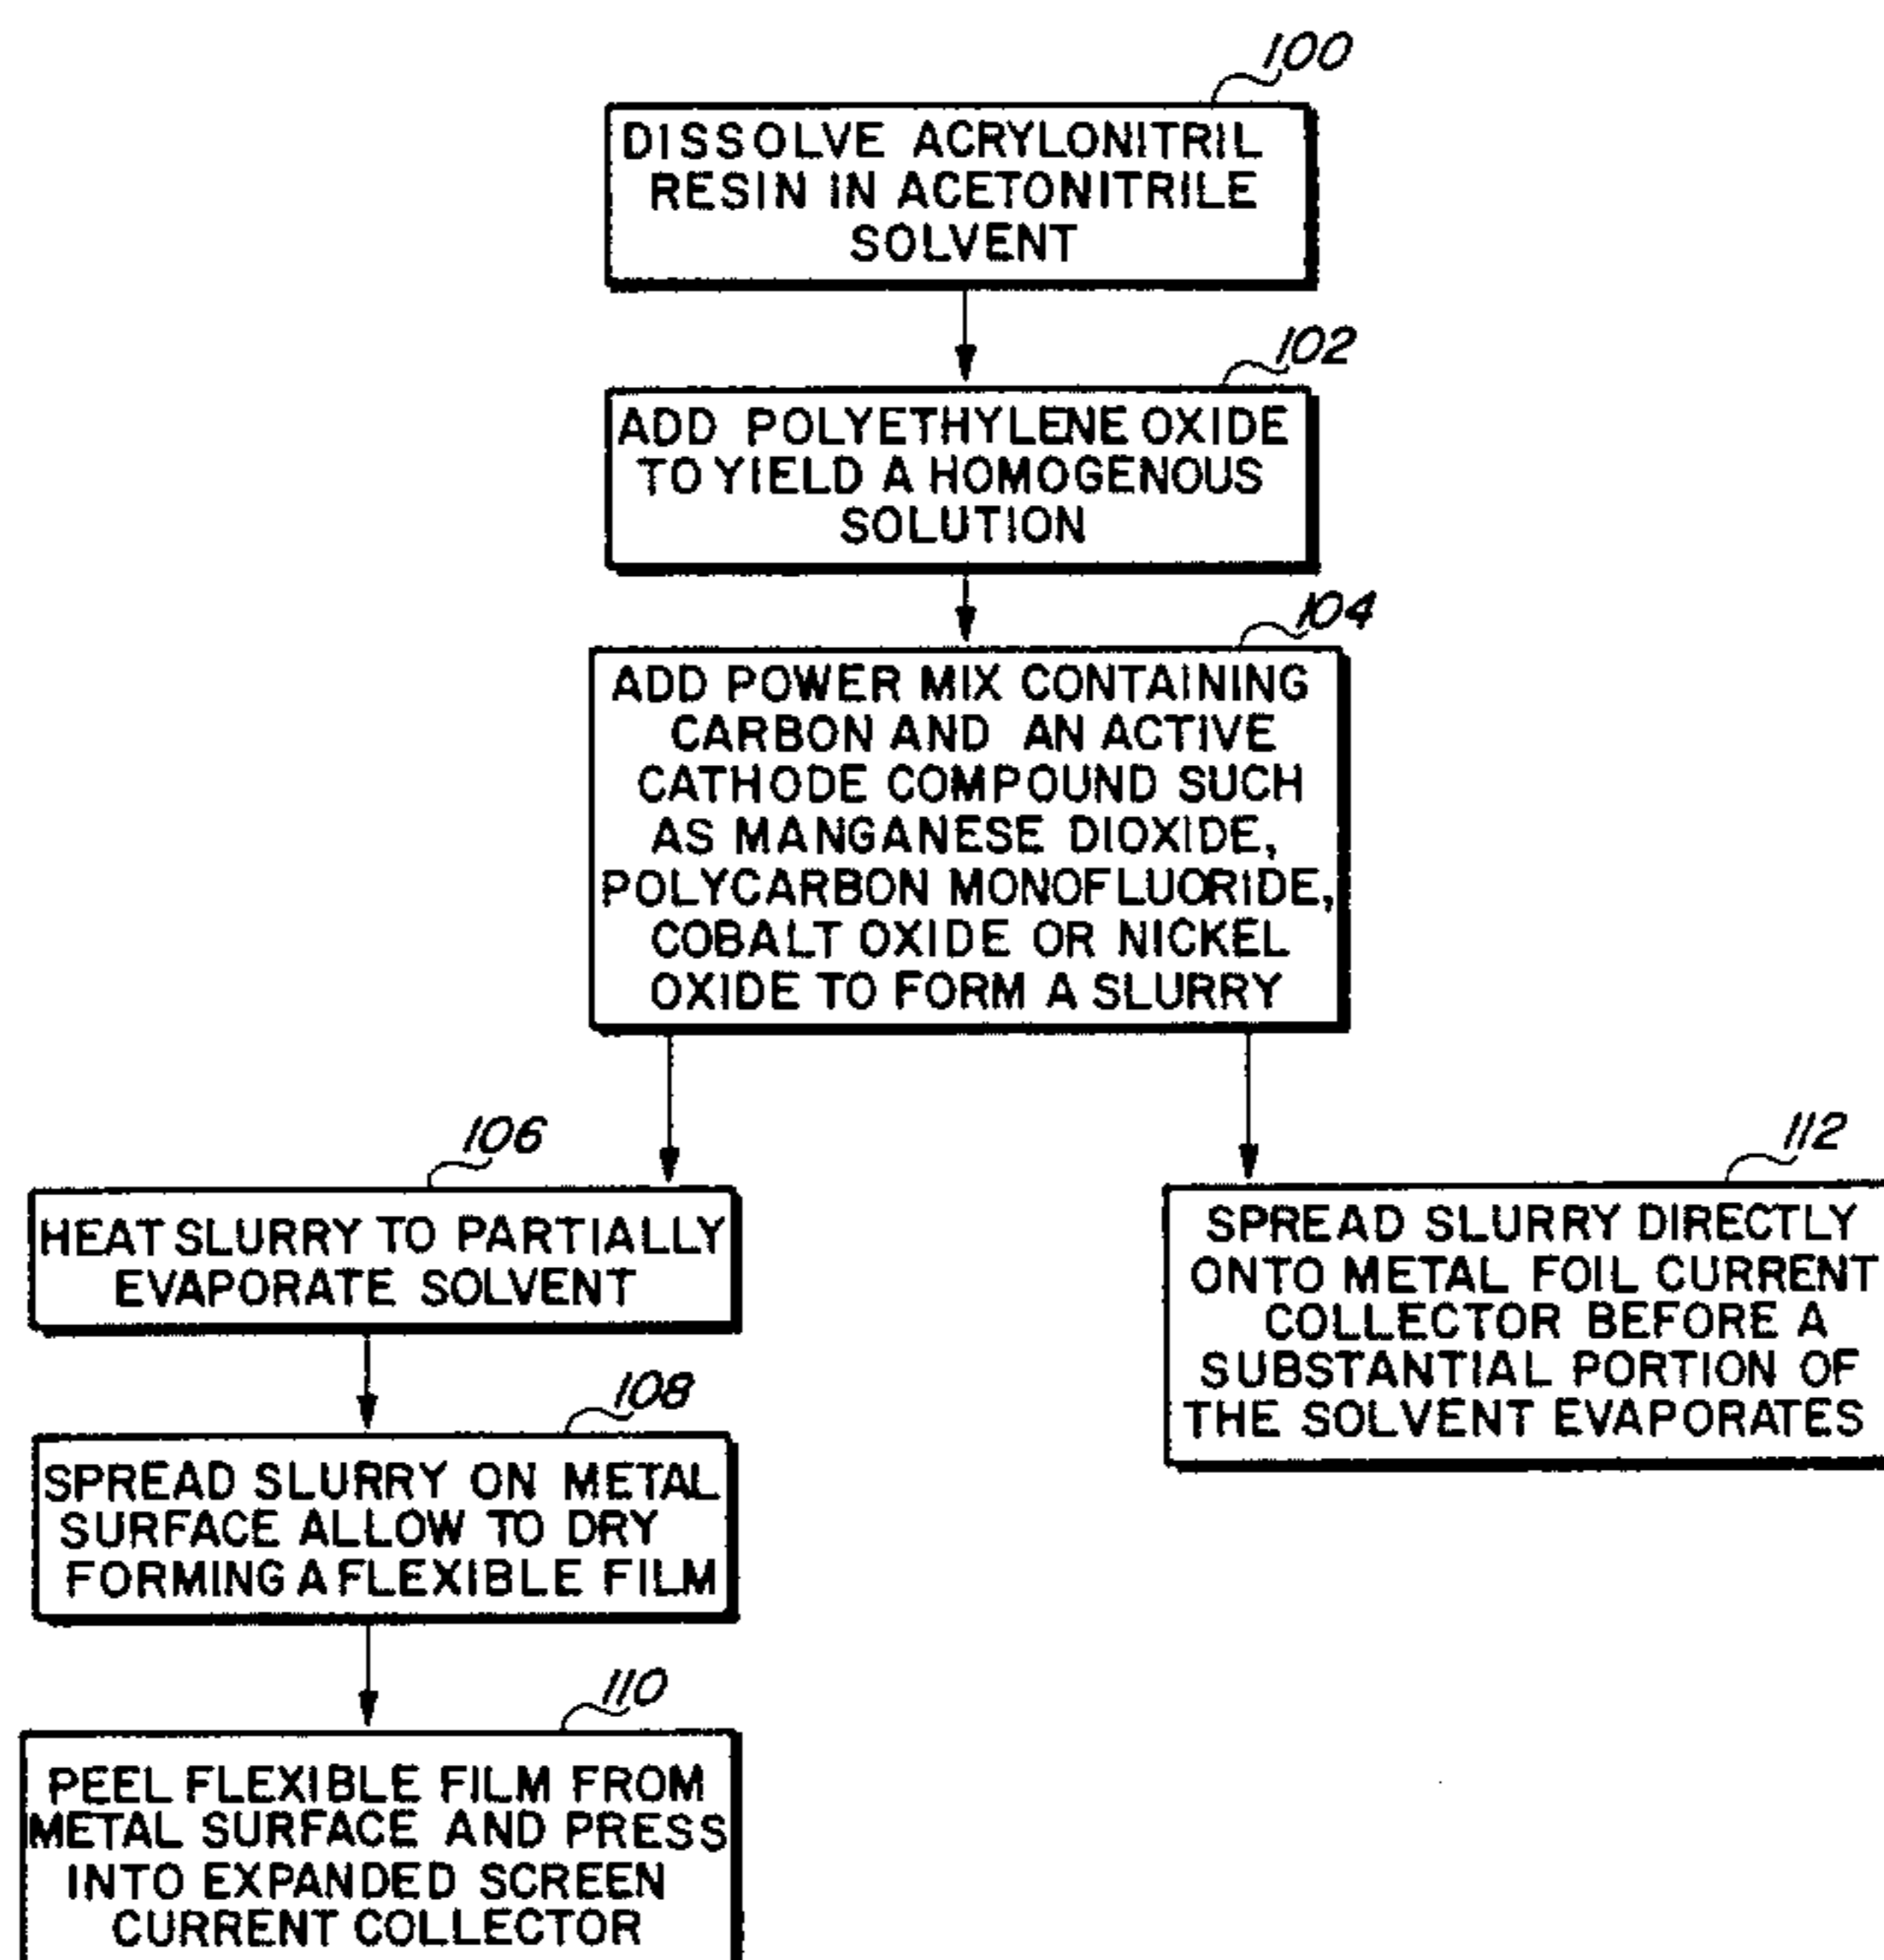 100
DISSOLVE ACRYLONITRIL
RESIN IN ACETONITRILE
SOLVENT
102
ADD POLYETHYLENE OXIDE
TO YIELD A HOMOGENOUS
SOLUTION
104
ADD POWER MIX CONTAINING
CARBON AND AN ACTIVE
CATHODE COMPOUND SUCH
AS MANGANESE DIOXIDE,
POLYCARBON MONOFLUORIDE,
COBALT OXIDE OR NICKEL
OXIDE TO FORM A SLURRY
106
HEAT SLURRY TO PARTIALLY
EVAPORATE SOLVENT
108
SPREAD SLURRY ON METAL
SURFACE ALLOW TO DRY
FORMING A FLEXIBLE FILM
110
PEEL FLEXIBLE FILM FROM
METAL SURFACE AND PRESS
INTO EXPANDED SCREEN
CURRENT COLLECTOR
112
SPREAD SLURRY DIRECTLY
ONTO METAL FOIL CURRENT
COLLECTOR BEFORE A
SUBSTANTIAL PORTION OF
THE SOLVENT EVAPORATES